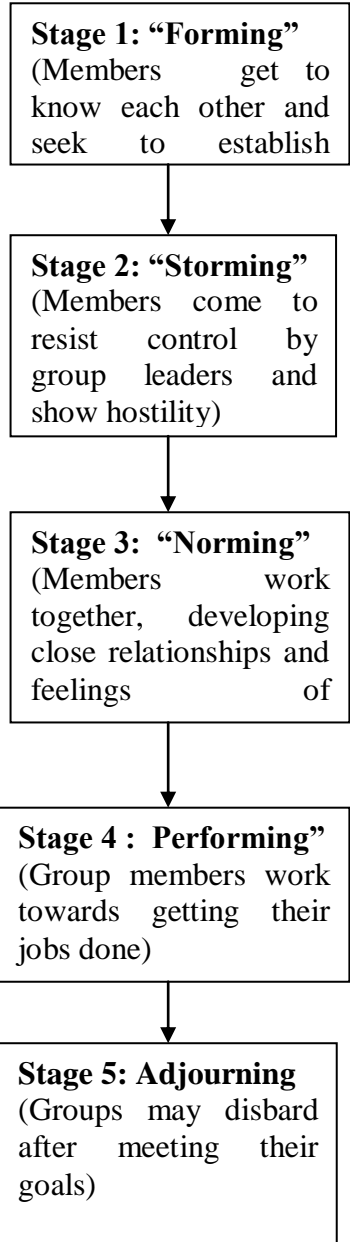 Stage 1: “Forming”
(Members get to
know each other and
seek to establish
Stage 2: “Storming”
(Members come to
resist control by
group leaders and
show hostility)
Stage 3: “Norming”
(Members work
together, developing
close relationships and
feelings of
Stage 4 : Performing”
(Group members work
towards getting their
jobs done)
Stage 5: Adjourning
(Groups may disbard
after meeting their
goals)